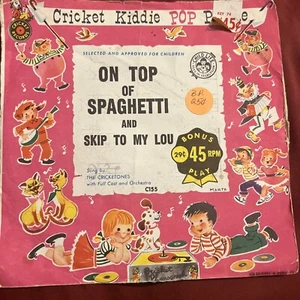 Cricket Kiddie POP
45¢
CRICKET
SELECTED AND APPROVED FOR CHILDREN
ON TOP
OF
SPAGHETTI
AND
SKIP TO MY LOU
BONUS
29¢ 45 RPM
PLAY
Sung by
THE CRICKETONES
with Full Cast and Orchestra
C155